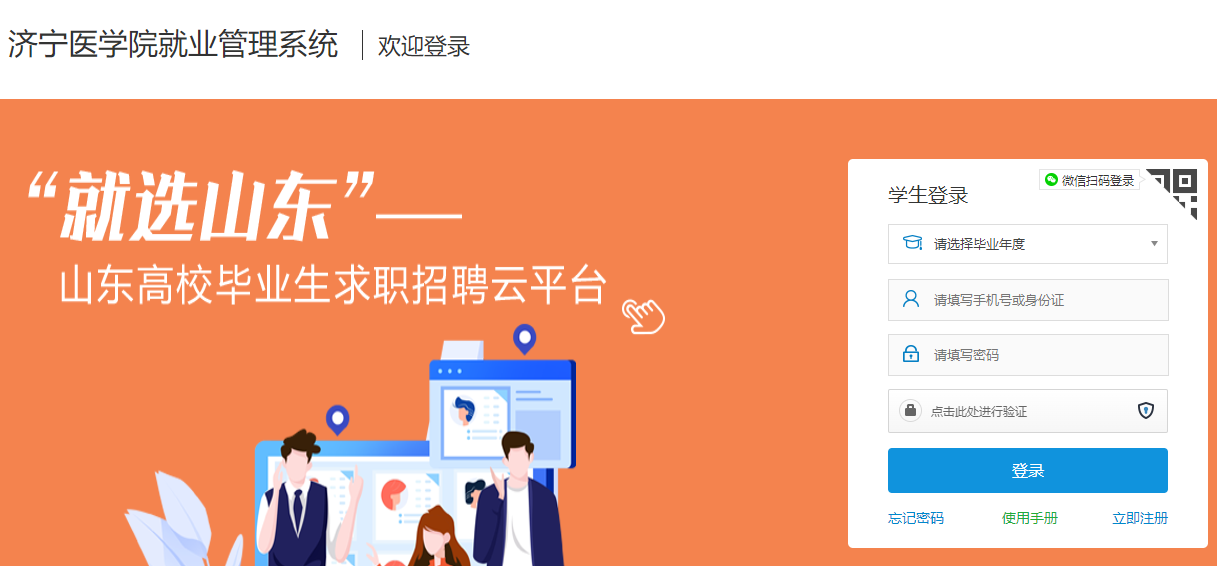 济宁医学院就业管理系统 欢迎登录
“就选山东”——
山东高校毕业生求职招聘云平台
微信扫码登录
学生登录
请选择毕业年度
请填写手机号或身份证
请填写密码
点击此处进行验证
登录
忘记密码 使用手册 立即注册